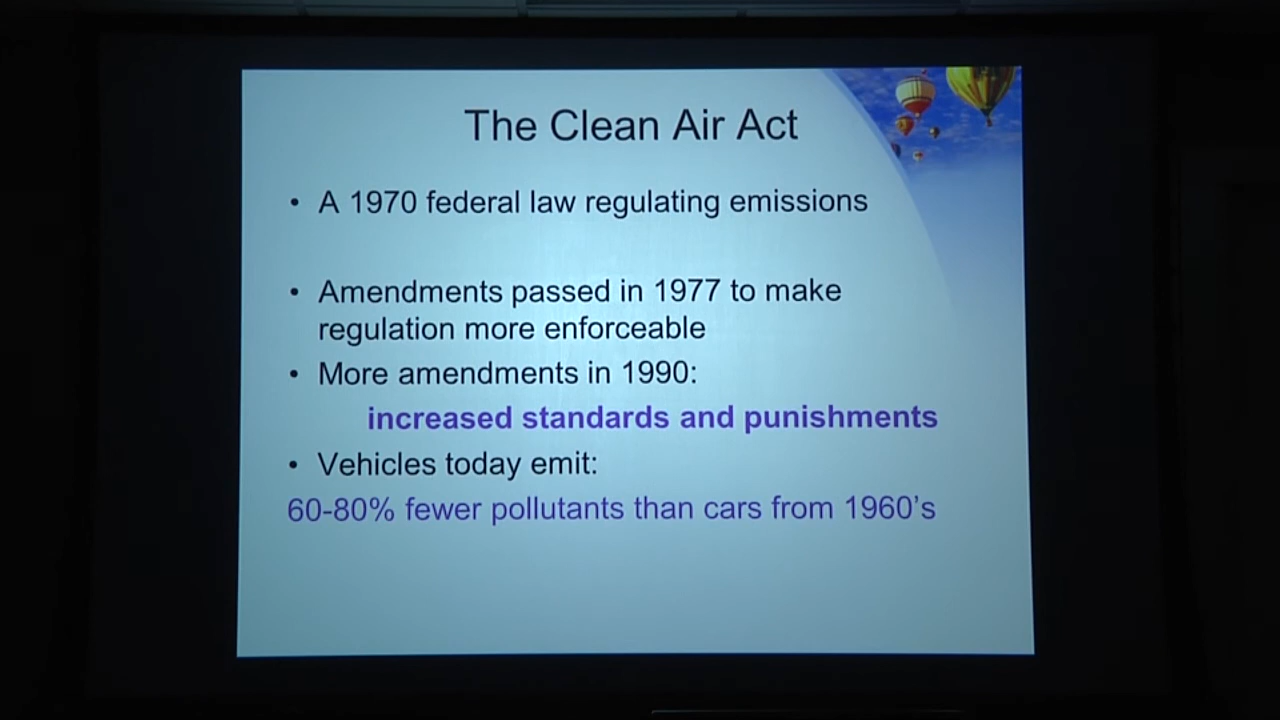 The Clean Air Act
• A 1970 federal law regulating emissions
• Amendments passed in 1977 to make
regulation more enforceable
• More amendments in 1990:
increased standards and punishments
• Vehicles today emit:
60-80% fewer pollutants than cars from 1960's